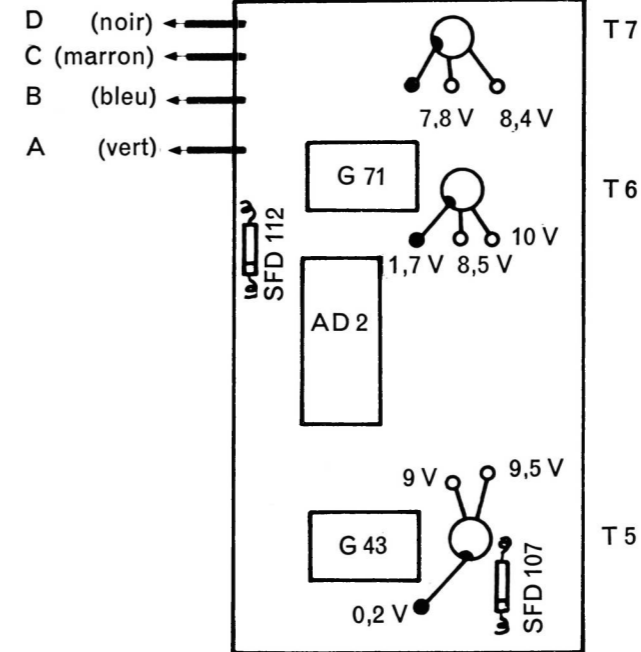 D (noir)
T 7
C (marron)
B (bleu)
7,8 V 8,4 V
A (vert)
G 71
T 6
SFD 112
10 V
1,7 V 8,5 V
AD 2
9 V 9,5 V
G 43
T 5
SFD 107
0,2 V